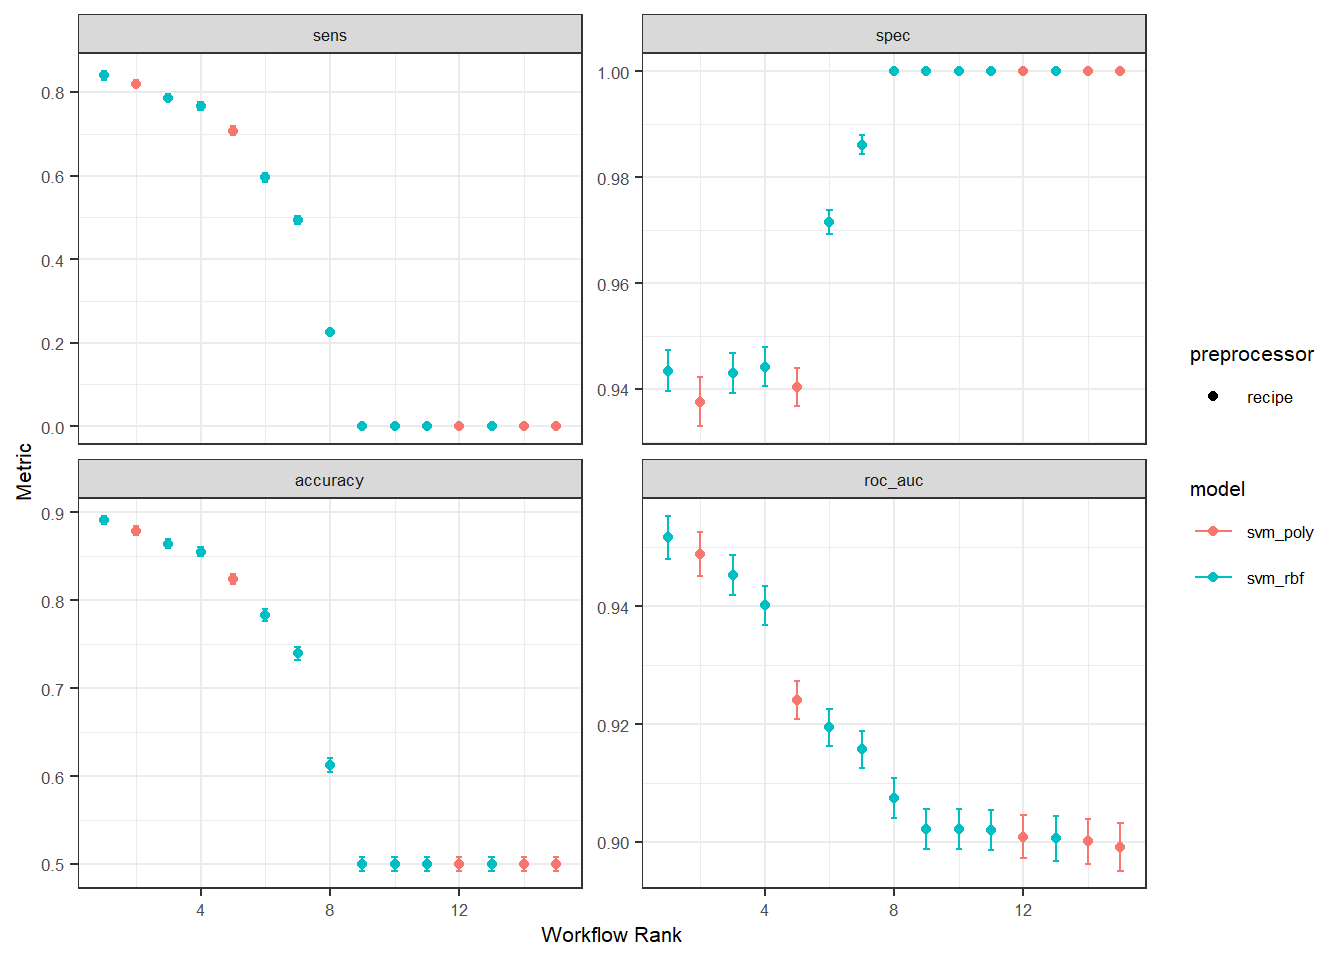 sens
spec
0.8
0.6
0.4
0.2
0.0
1.00
0.98
0.96
0.94
accuracy
roc_auc
0.9
0.8
0.7
0.6
0.5
0.94
0.92
0.90
4
8
12
4
8
12
Metric
Workflow Rank
preprocessor
recipe
model
svm_poly
svm_rbf